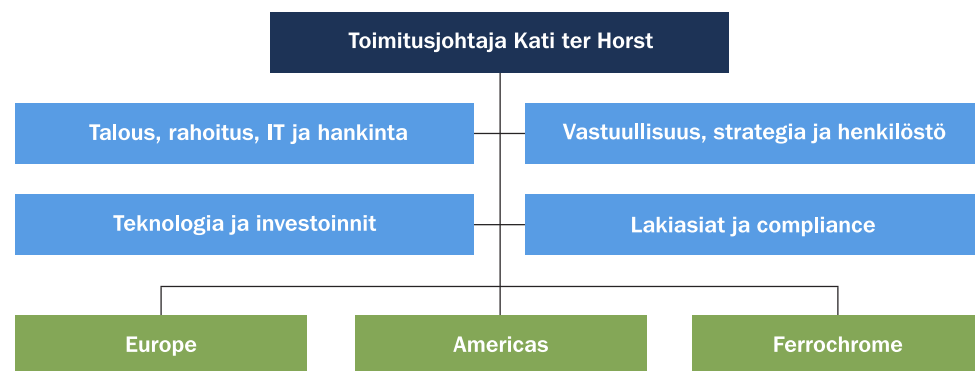 Toimitusjohtaja Kati ter Horst
Talous, rahoitus, IT ja hankinta
Vastuullisuus, strategia ja henkilöstö
Teknologia ja investoinnit
Lakiasiat ja compliance
Europe
Americas
Ferrochrome